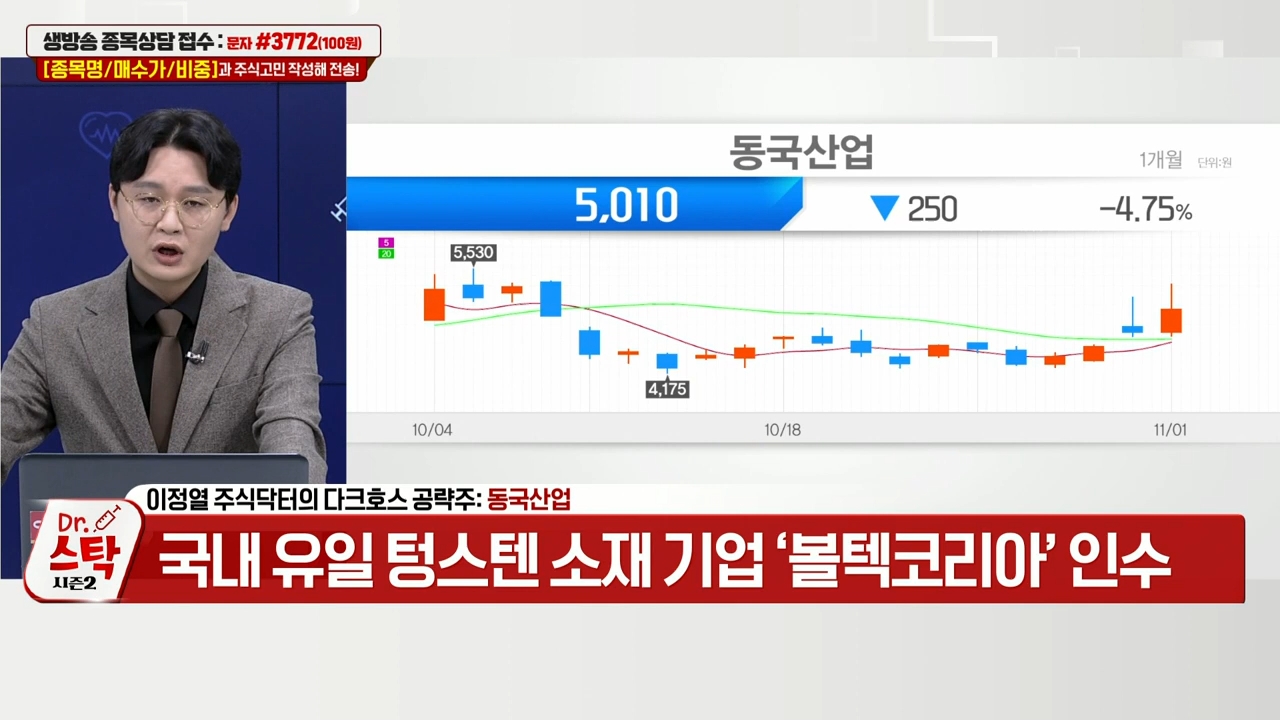 생방송 종목상담 접수 : 문자 #3772(100원)
[종목명/매수가/비중]과 주식고민 작성해 전송!
동국산업
1개월 단위:원
5,010 ▼ 250 -4.75%
5
20
5,530
4,175
10/04 10/18 11/01
이정열 주식닥터의 다크호스 공략주: 동국산업
Dr.
스탁
시즌2
국내 유일 텅스텐 소재 기업 ‘볼텍코리아’ 인수